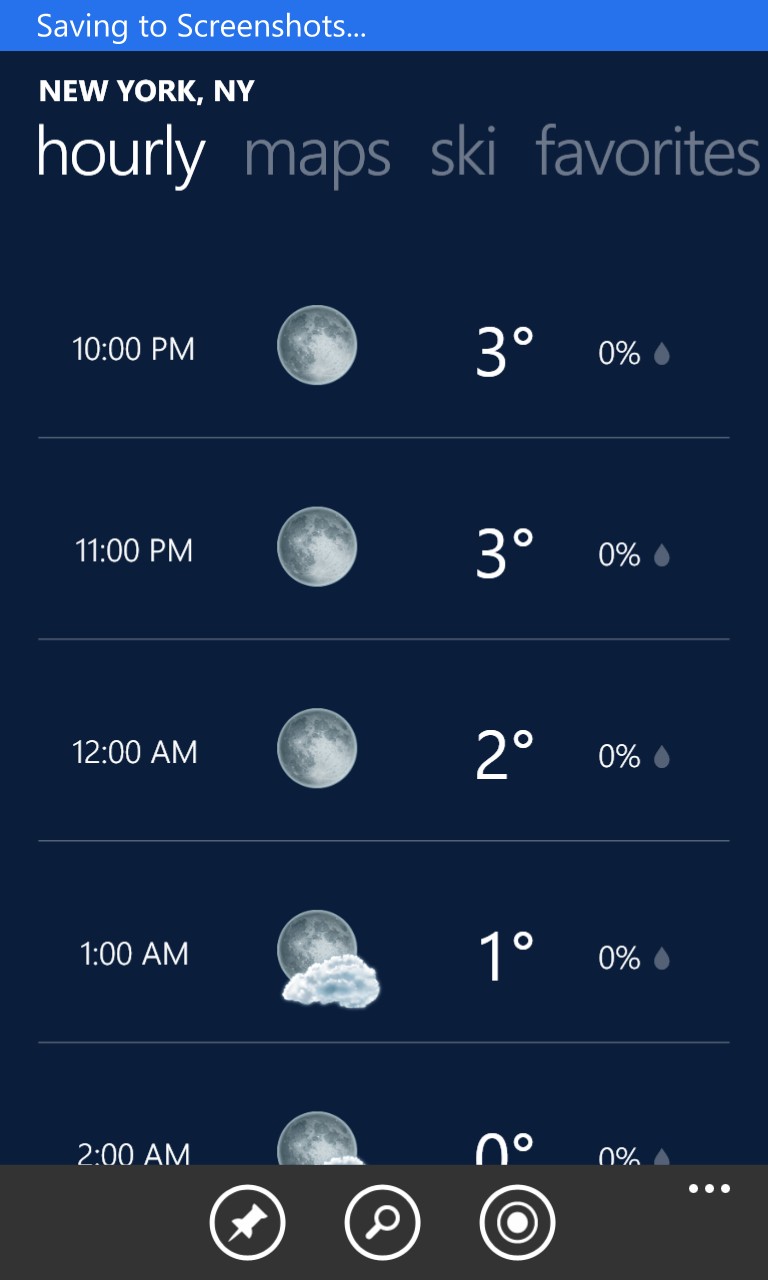 Saving to Screenshots...
NEW YORK, NY
hourly maps ski favorites
10:00 PM 3° 0%
11:00 PM 3° 0%
12:00 AM 2° 0%
1:00 AM 1° 0%
2:00 AM 0° 0%